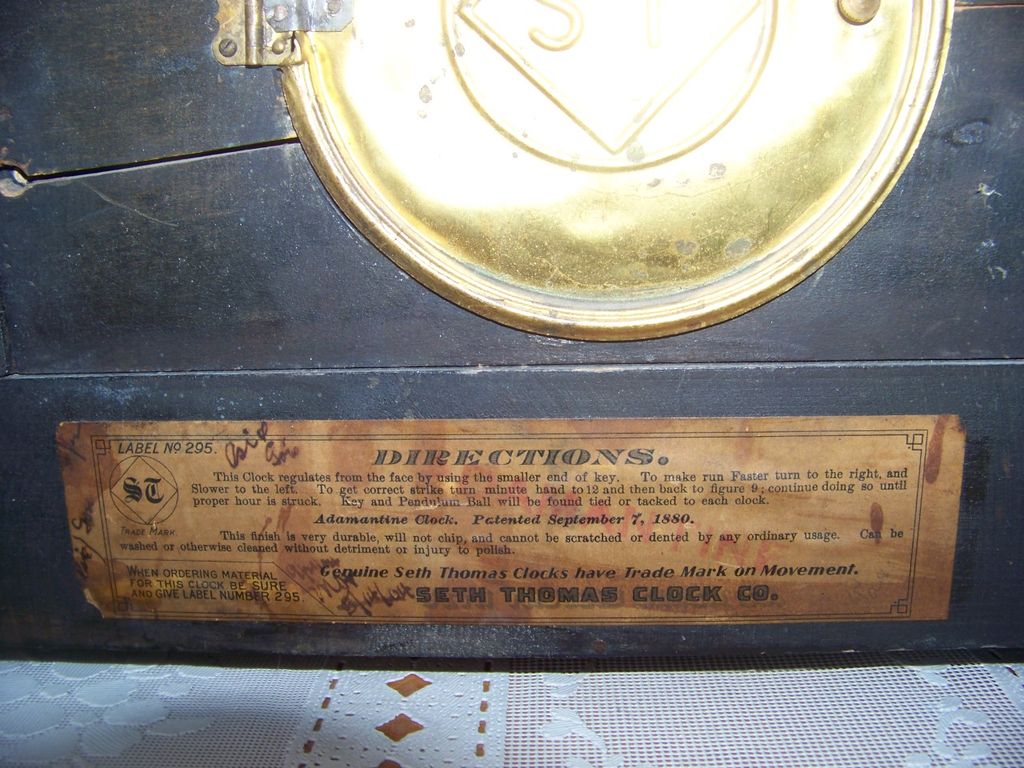 ST
LABEL NO 295.
DIRECTIONS.
This Clock regulates from the face by using the smaller end of key. To make run Faster turn to the right, and
Slower to the left. To get correct strike turn minute hand to 12 and then back to figure 9; continue doing so until
proper hour is struck. Key and Pendulum Ball will be found tied or tacked to each clock.
ST
TRADE MARK.
Adamantine Clock. Patented September 7, 1880.
This finish is very durable, will not chip, and cannot be scratched or dented by any ordinary usage. Can be
washed or otherwise cleaned without detriment or injury to polish.
WHEN ORDERING MATERIAL
FOR THIS CLOCK BE SURE
AND GIVE LABEL NUMBER 295.
Genuine Seth Thomas Clocks have Trade Mark on Movement.
SETH THOMAS CLOCK CO.